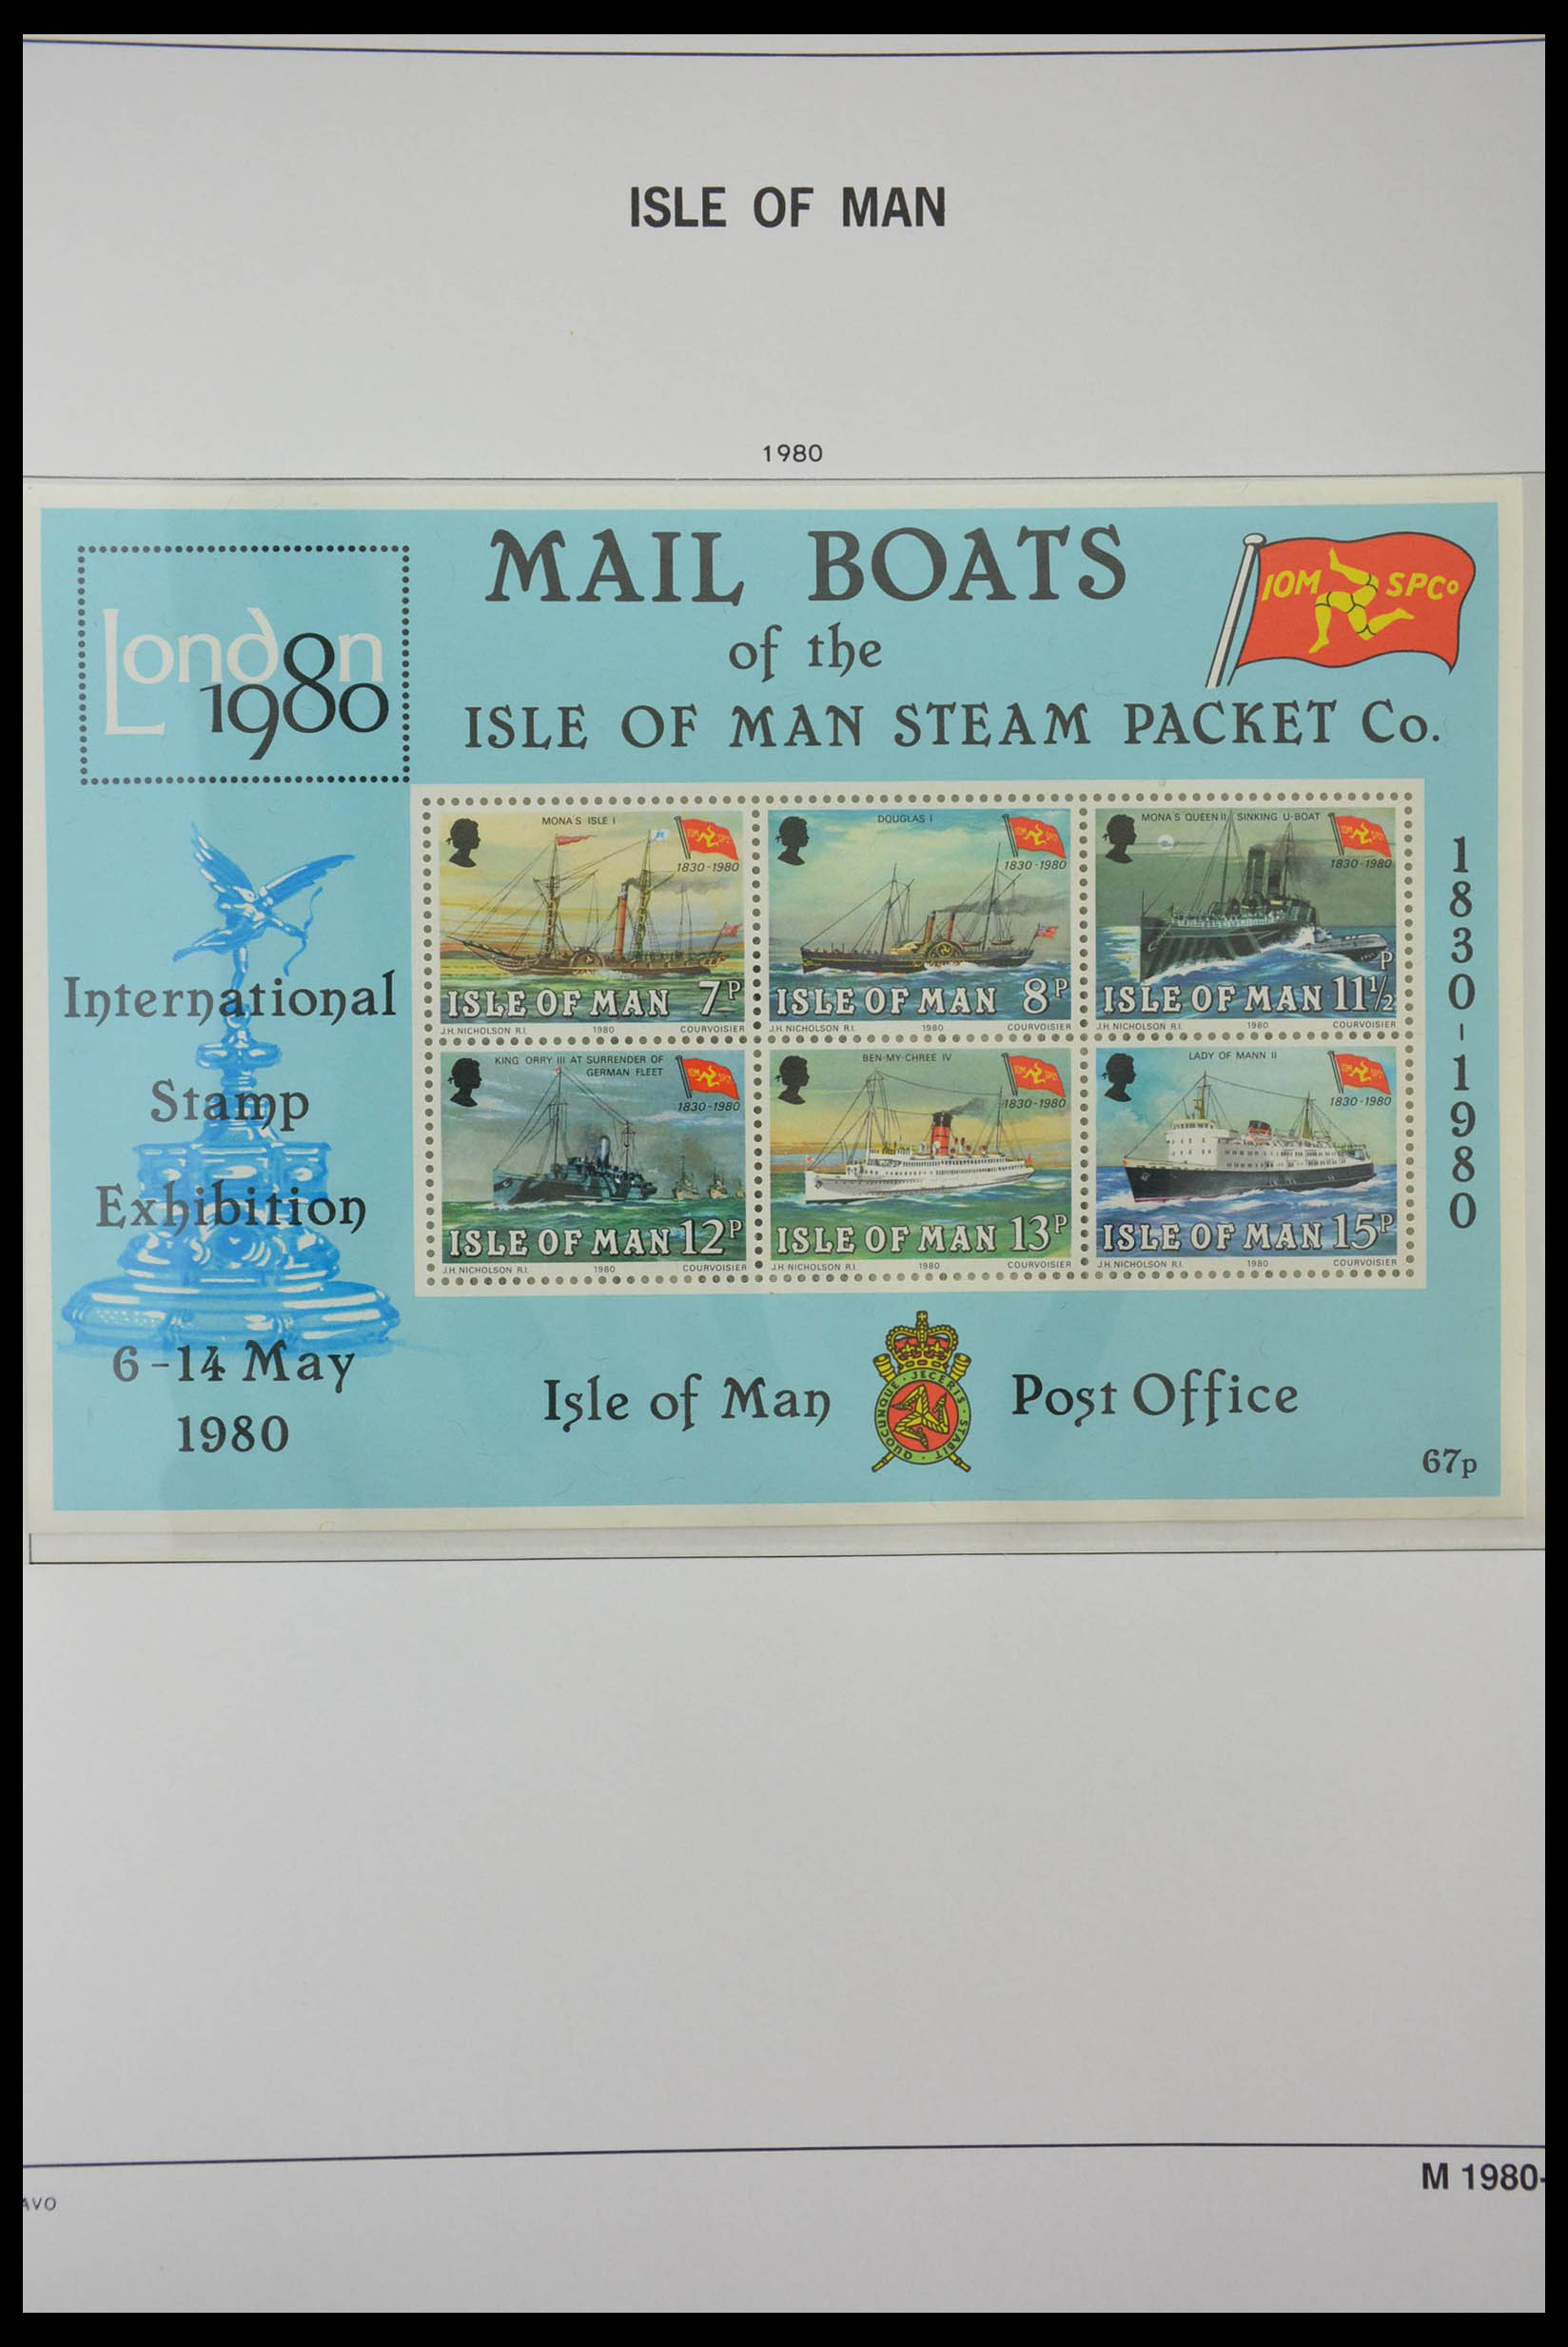 ISLE OF MAN
1980
London
1980
MAIL BOATS
of the
ISLE OF MAN STEAM PACKET Co.
IOM SPCo
International
Stamp
Exhibition
6-14 May
1980
MONA'S ISLE I
1830-1980
ISLE OF MAN 7P
J.H. NICHOLSON R.I. 1980 COURVOISIER
DOUGLAS I
1830-1980
ISLE OF MAN 8P
J.H. NICHOLSON R.I. 1980 COURVOISIER
MONA'S QUEEN II SINKING U-BOAT
1830-1980
ISLE OF MAN 11½P
J.H. NICHOLSON R.I. 1980 COURVOISIER
KING ORRY III AT SURRENDER OF
GERMAN FLEET
1830-1980
ISLE OF MAN 12P
J.H. NICHOLSON R.I. 1980 COURVOISIER
BEN-MY-CHREE IV
1830-1980
ISLE OF MAN 13P
J.H. NICHOLSON R.I. 1980 COURVOISIER
LADY OF MANN II
1830-1980
ISLE OF MAN 15P
J.H. NICHOLSON R.I. 1980 COURVOISIER
1830-1980
Isle of Man Post Office
QUOCUNQUE · JECERIS · STABIT
67p
M 1980-
AVO